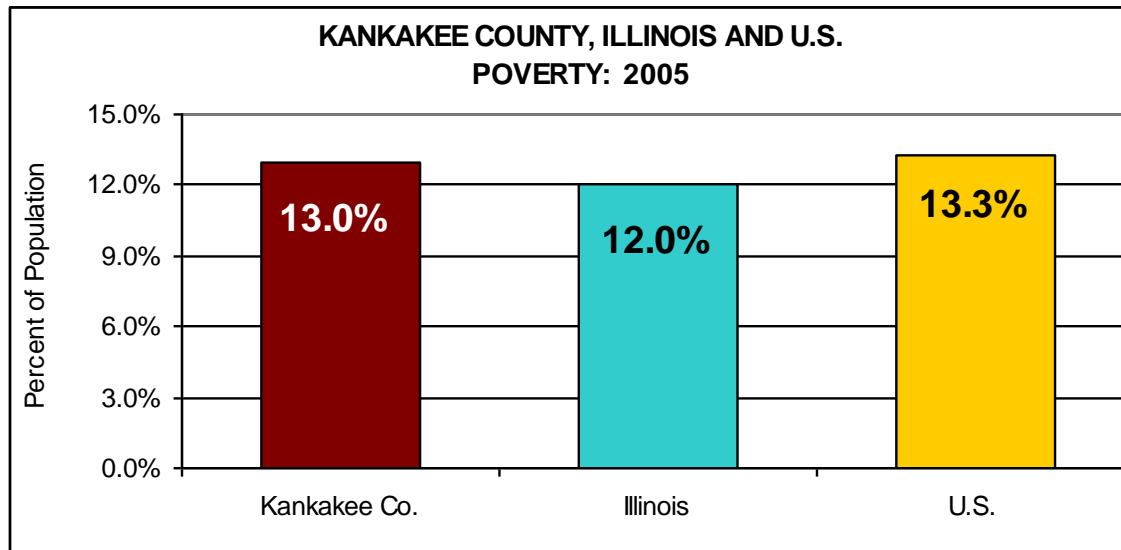 KANKAKEE COUNTY, ILLINOIS AND U.S.
POVERTY: 2005
Percent of Population
15.0%
12.0%
9.0%
6.0%
3.0%
0.0%
13.0%
12.0%
13.3%
Kankakee Co.
Illinois
U.S.